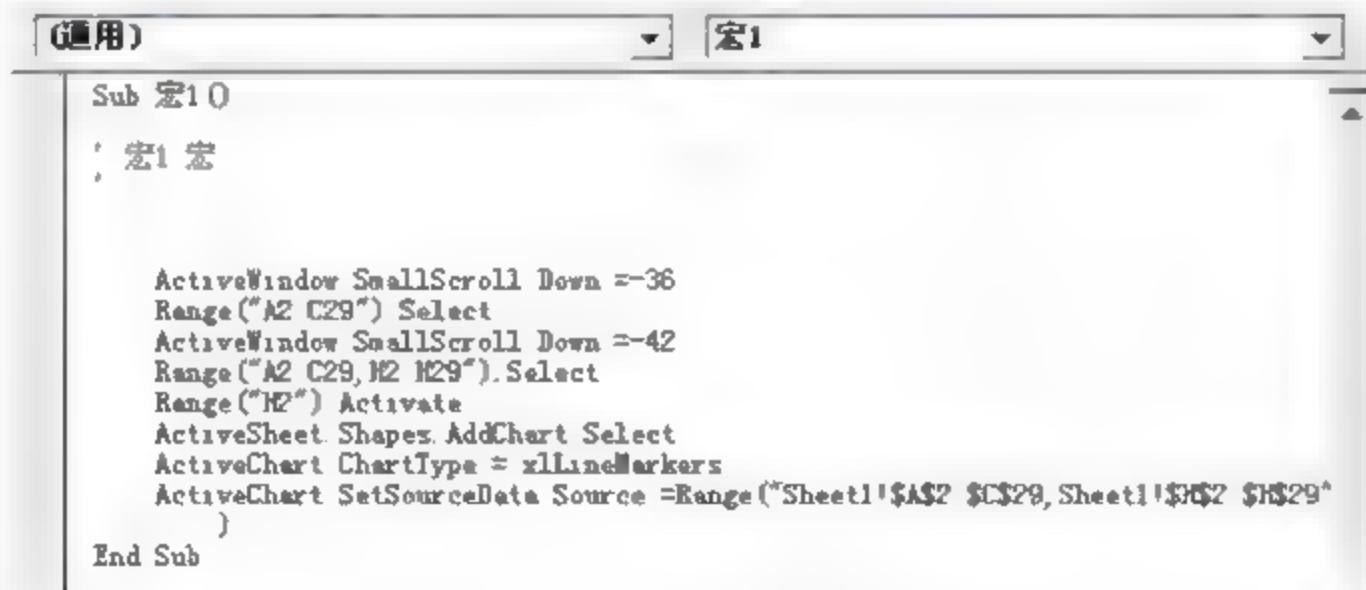 (通用)
宏1
Sub 宏1()
'
' 宏1 宏
'
ActiveWindow SmallScroll Down =-36
Range("A2 C29") Select
ActiveWindow SmallScroll Down =-42
Range("A2 C29,H2 H29").Select
Range("H2") Activate
ActiveSheet Shapes.AddChart Select
ActiveChart ChartType = xlLineMarkers
ActiveChart SetSourceData Source =Range("Sheet1'$A$2 $C$29,Sheet1'$H$2 $H$29"
)
End Sub